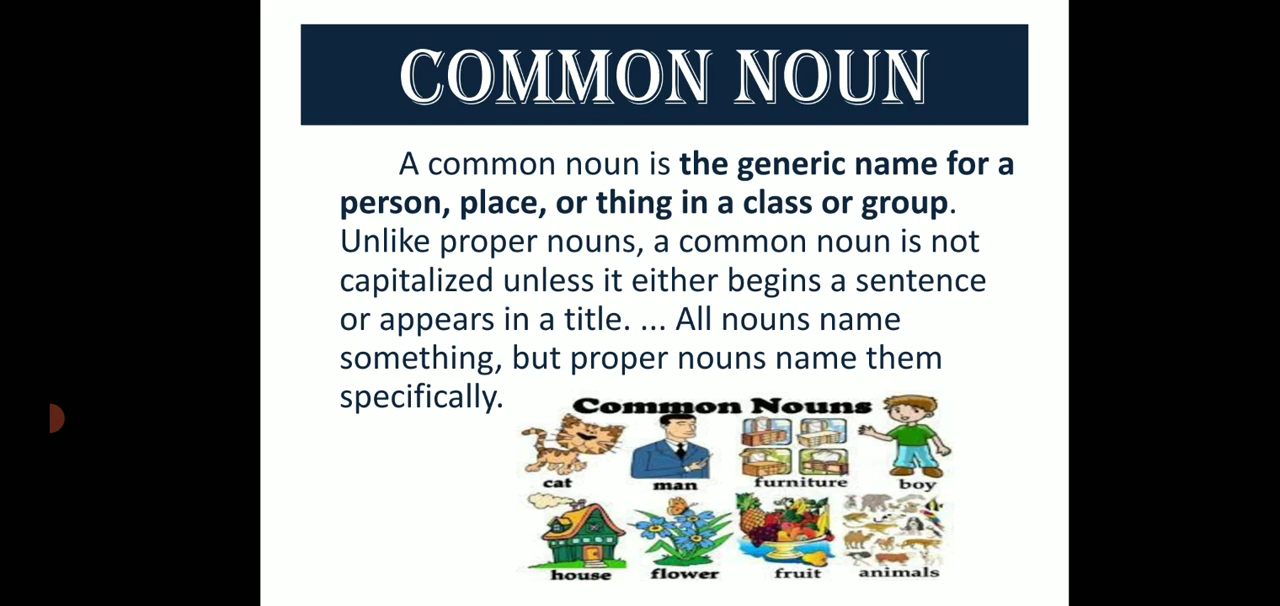 COMMON NOUN
A common noun is the generic name for a
person, place, or thing in a class or group.
Unlike proper nouns, a common noun is not
capitalized unless it either begins a sentence
or appears in a title. ... All nouns name
something, but proper nouns name them
specifically.
Common Nouns
cat man furniture boy
house flower fruit animals